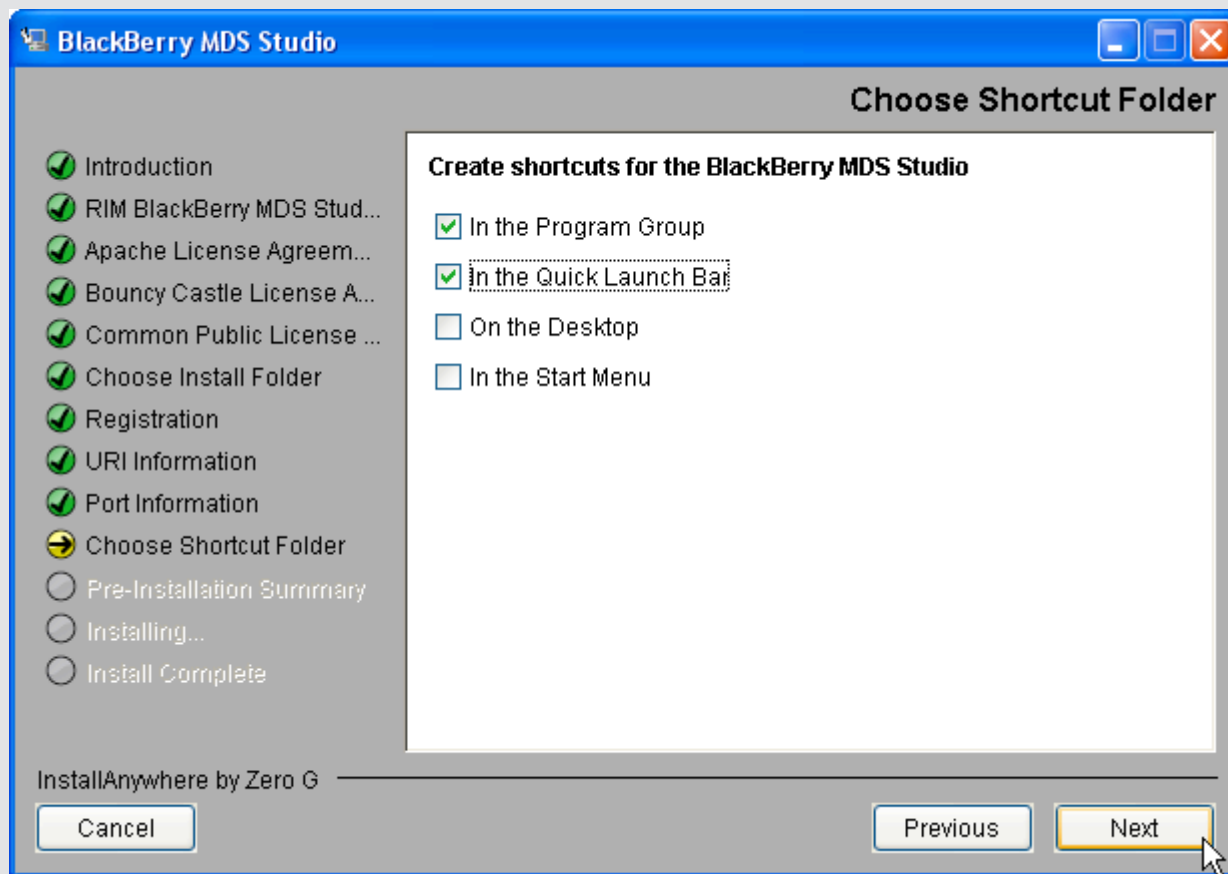 BlackBerry MDS Studio
Choose Shortcut Folder
Introduction
RIM BlackBerry MDS Stud...
Apache License Agreem...
Bouncy Castle License A...
Common Public License ...
Choose Install Folder
Registration
URI Information
Port Information
Choose Shortcut Folder
Pre-Installation Summary
Installing...
Install Complete
Create shortcuts for the BlackBerry MDS Studio
In the Program Group
In the Quick Launch Bar
On the Desktop
In the Start Menu
InstallAnywhere by Zero G
Cancel
Previous
Next